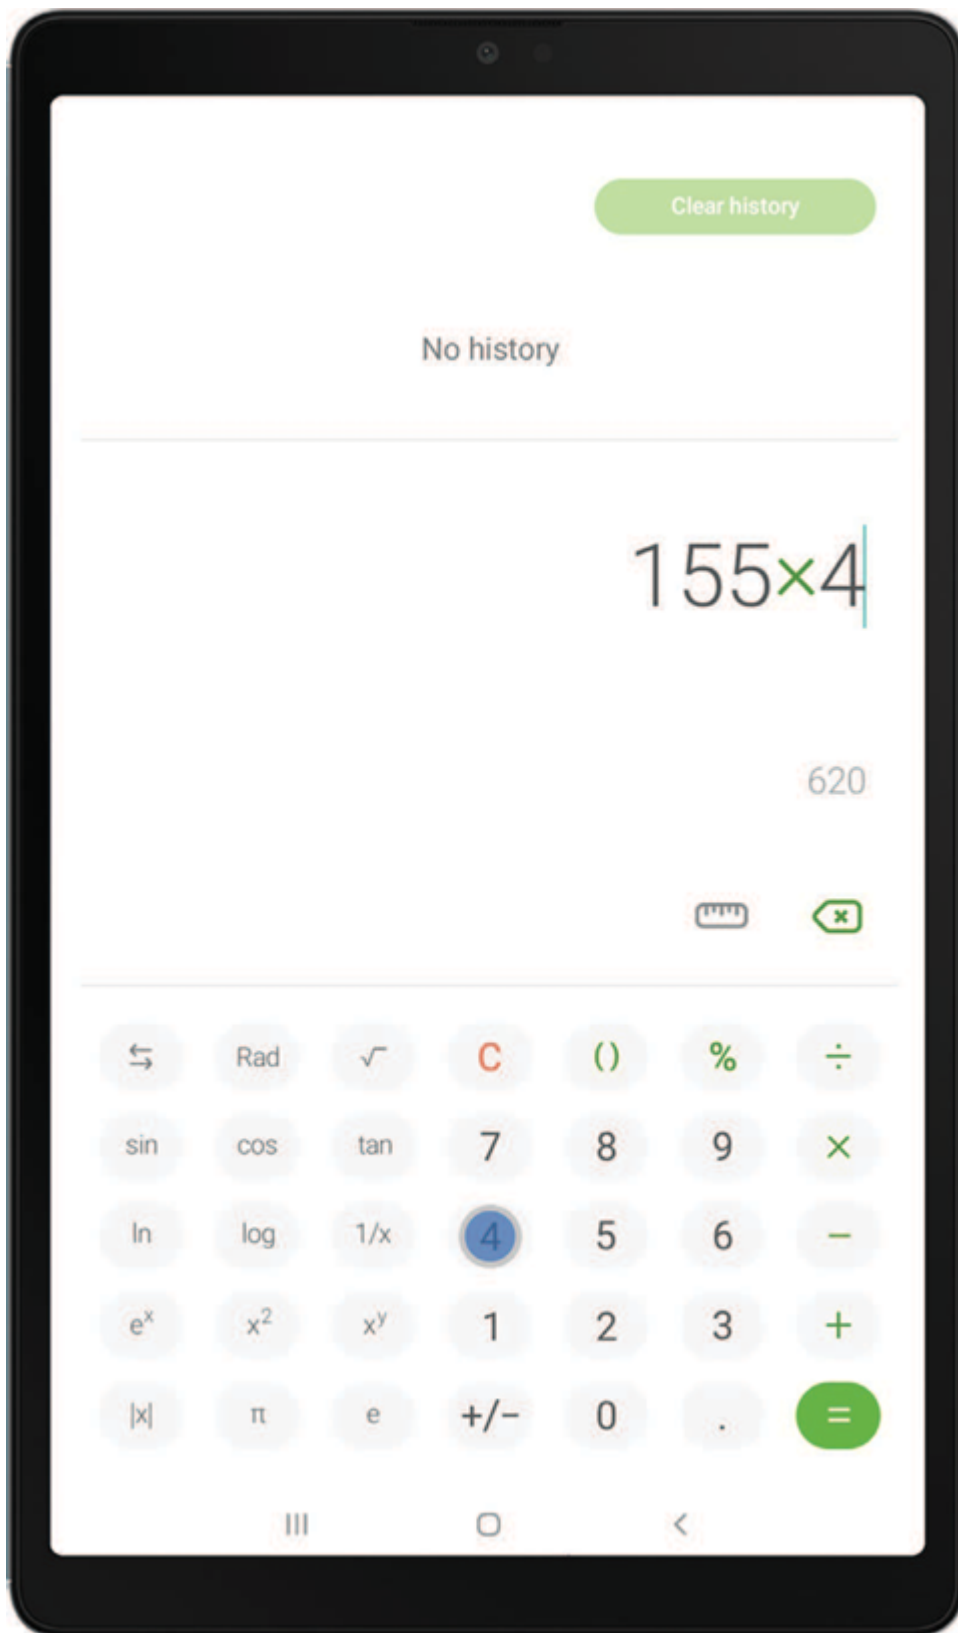 Clear history
No history
155×4
620
⇆ Rad √ C () % ÷
sin cos tan 7 8 9 ×
ln log 1/x 4 5 6 −
eˣ x² xʸ 1 2 3 +
|x| π e +/− 0 . =